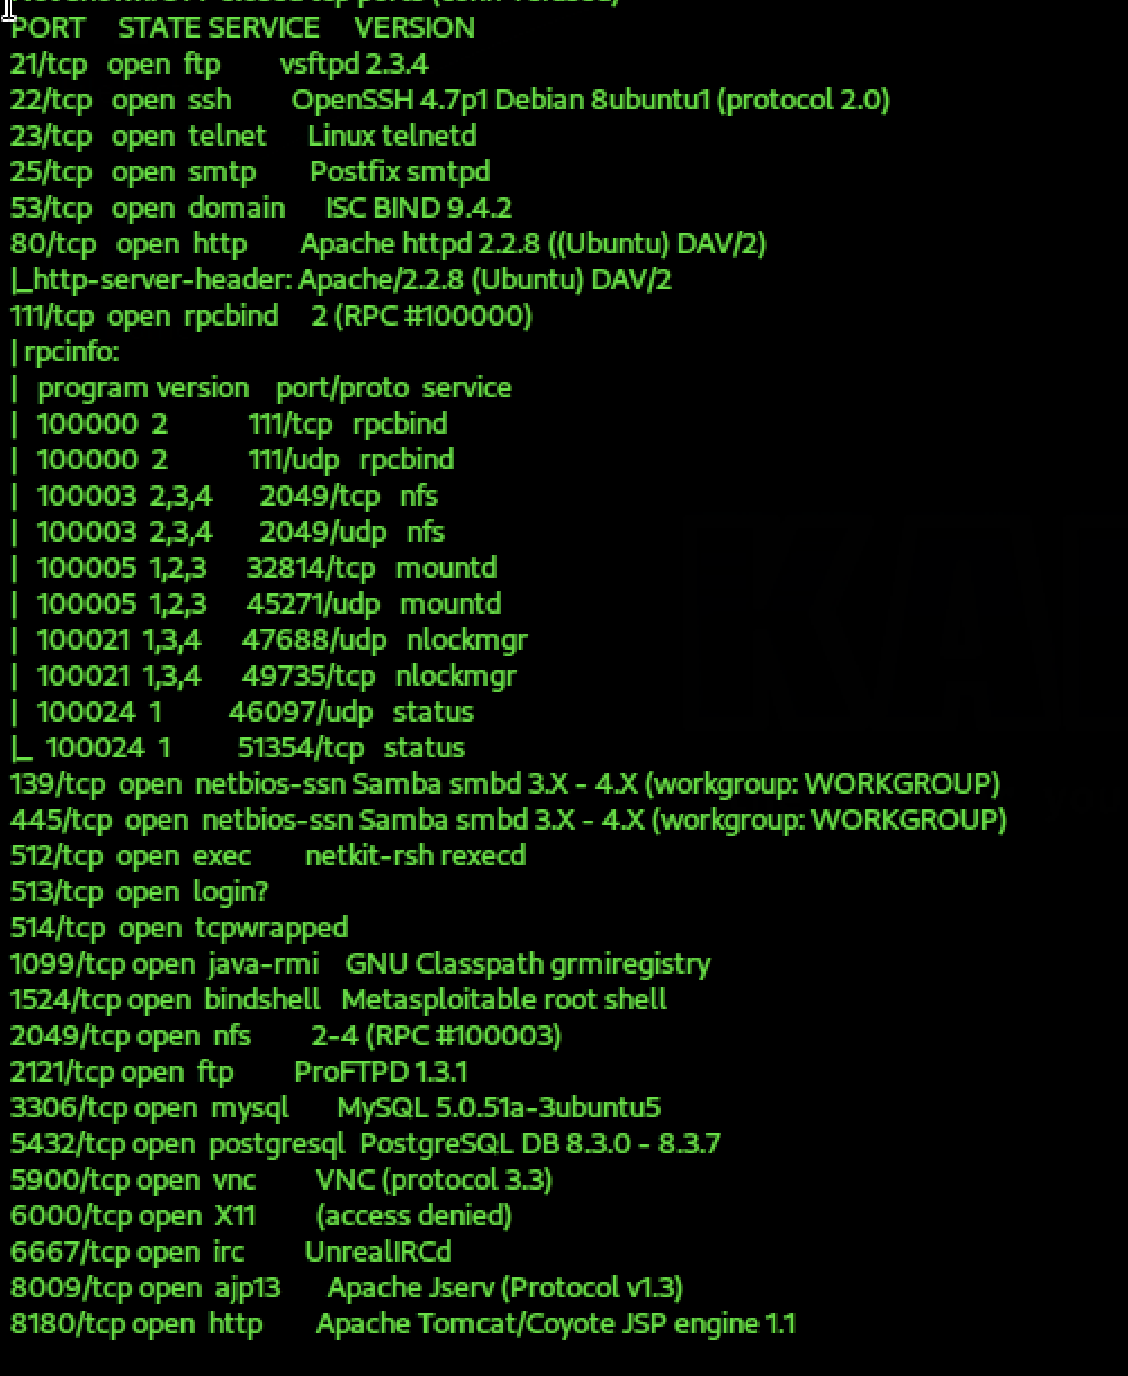 PORT STATE SERVICE VERSION
21/tcp open ftp vsftpd 2.3.4
22/tcp open ssh OpenSSH 4.7p1 Debian 8ubuntu1 (protocol 2.0)
23/tcp open telnet Linux telnetd
25/tcp open smtp Postfix smtpd
53/tcp open domain ISC BIND 9.4.2
80/tcp open http Apache httpd 2.2.8 ((Ubuntu) DAV/2)
|_http-server-header: Apache/2.2.8 (Ubuntu) DAV/2
111/tcp open rpcbind 2 (RPC #100000)
| rpcinfo:
| program version port/proto service
| 100000 2 111/tcp rpcbind
| 100000 2 111/udp rpcbind
| 100003 2,3,4 2049/tcp nfs
| 100003 2,3,4 2049/udp nfs
| 100005 1,2,3 32814/tcp mountd
| 100005 1,2,3 45271/udp mountd
| 100021 1,3,4 47688/udp nlockmgr
| 100021 1,3,4 49735/tcp nlockmgr
| 100024 1 46097/udp status
|_ 100024 1 51354/tcp status
139/tcp open netbios-ssn Samba smbd 3.X - 4.X (workgroup: WORKGROUP)
445/tcp open netbios-ssn Samba smbd 3.X - 4.X (workgroup: WORKGROUP)
512/tcp open exec netkit-rsh rexecd
513/tcp open login?
514/tcp open tcpwrapped
1099/tcp open java-rmi GNU Classpath grmiregistry
1524/tcp open bindshell Metasploitable root shell
2049/tcp open nfs 2-4 (RPC #100003)
2121/tcp open ftp ProFTPD 1.3.1
3306/tcp open mysql MySQL 5.0.51a-3ubuntu5
5432/tcp open postgresql PostgreSQL DB 8.3.0 - 8.3.7
5900/tcp open vnc VNC (protocol 3.3)
6000/tcp open X11 (access denied)
6667/tcp open irc UnrealIRCd
8009/tcp open ajp13 Apache Jserv (Protocol v1.3)
8180/tcp open http Apache Tomcat/Coyote JSP engine 1.1